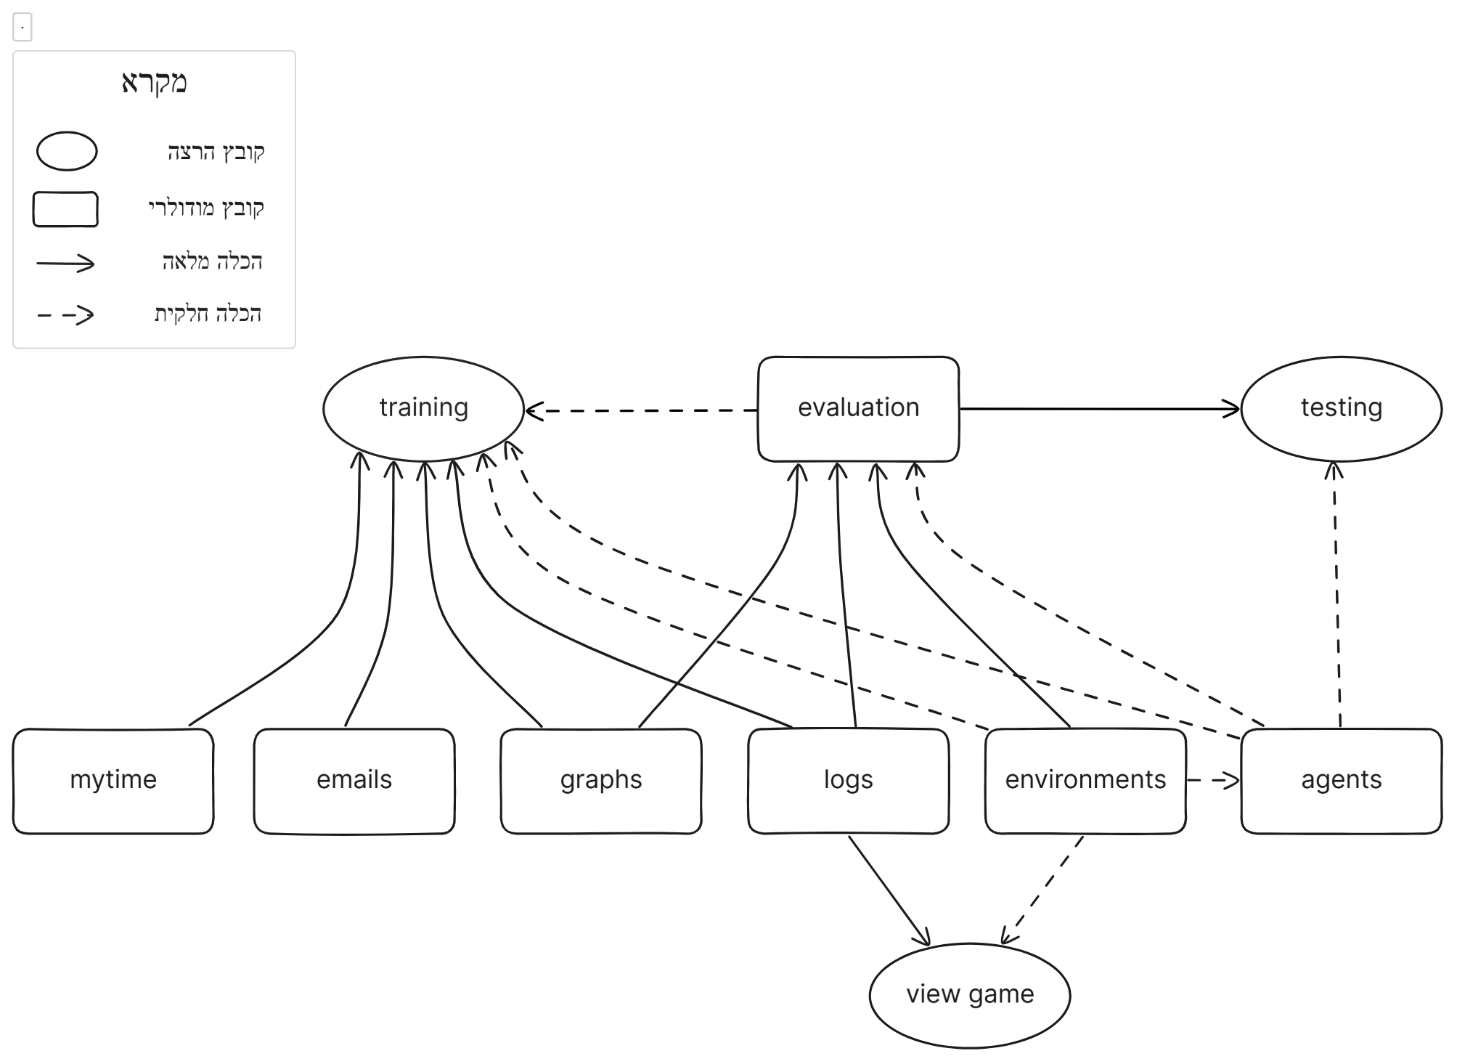 .
מקרא
קובץ הרצה
קובץ מודולרי
הכלה מלאה
הכלה חלקית
training
evaluation
testing
mytime
emails
graphs
logs
environments
agents
view game